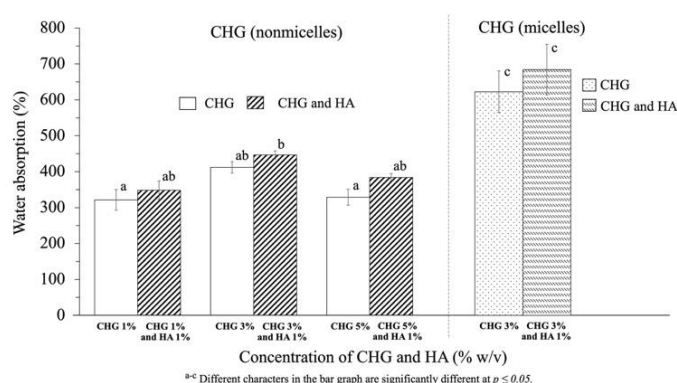 CHG (nonmicelles)
CHG (micelles)
800
700
600
500
400
300
200
100
0
Water absorption (%)
CHG
CHG and HA
CHG
CHG and HA
a
ab
ab
b
a
ab
c
c
CHG 1%
CHG 1%
and HA 1%
CHG 3%
CHG 3%
and HA 1%
CHG 5%
CHG 5%
and HA 1%
CHG 3%
CHG 3%
and HA 1%
Concentration of CHG and HA (% w/v)
a-c Different characters in the bar graph are significantly different at p ≤ 0.05.